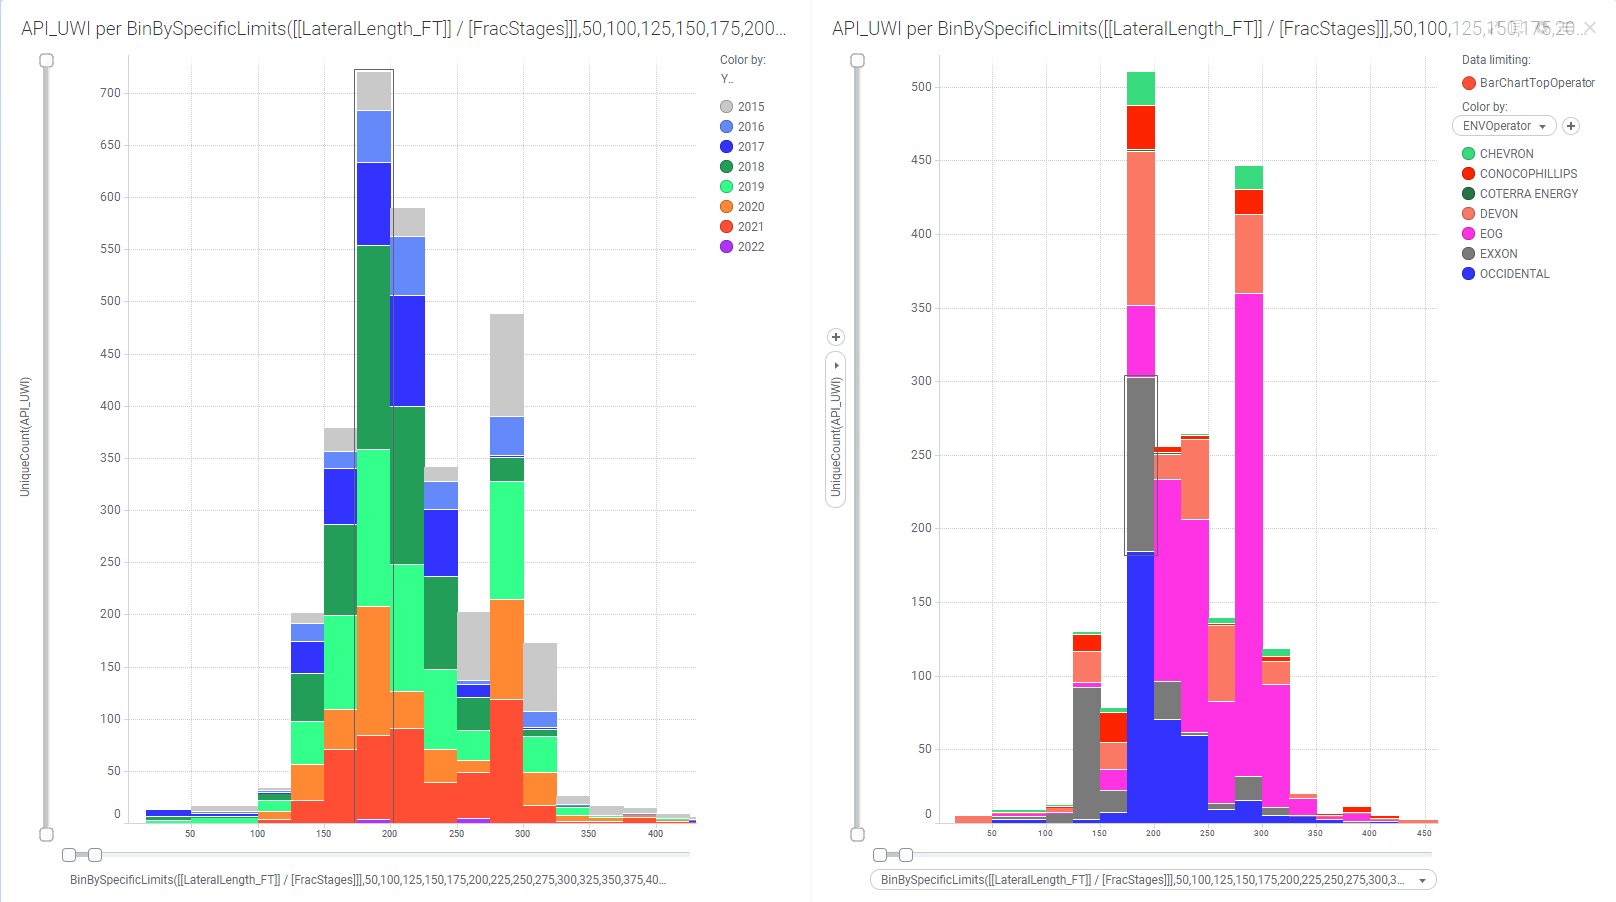 API_UWI per BinBySpecificLimits([[LateralLength_FT]] / [FracStages]]],50,100,125,150,175,200...
Color by:
Y...
2015
2016
2017
2018
2019
2020
2021
2022
700
650
600
550
500
450
400
350
300
250
200
150
100
50
0
UniqueCount(API_UWI)
50 100 150 200 250 300 350 400
BinBySpecificLimits([[LateralLength_FT]] / [FracStages]]],50,100,125,150,175,200,225,250,275,300,325,350,375,40...
API_UWI per BinBySpecificLimits([[LateralLength_FT]] / [FracStages]]],50,100,125,150,175,20...
Data limiting:
BarChartTopOperator
Color by:
ENVOperator
CHEVRON
CONOCOPHILLIPS
COTERRA ENERGY
DEVON
EOG
EXXON
OCCIDENTAL
500
450
400
350
300
250
200
150
100
50
0
UniqueCount(API_UWI)
50 100 150 200 250 300 350 400 450
BinBySpecificLimits([[LateralLength_FT]] / [FracStages]]],50,100,125,150,175,200,225,250,275,300,3...